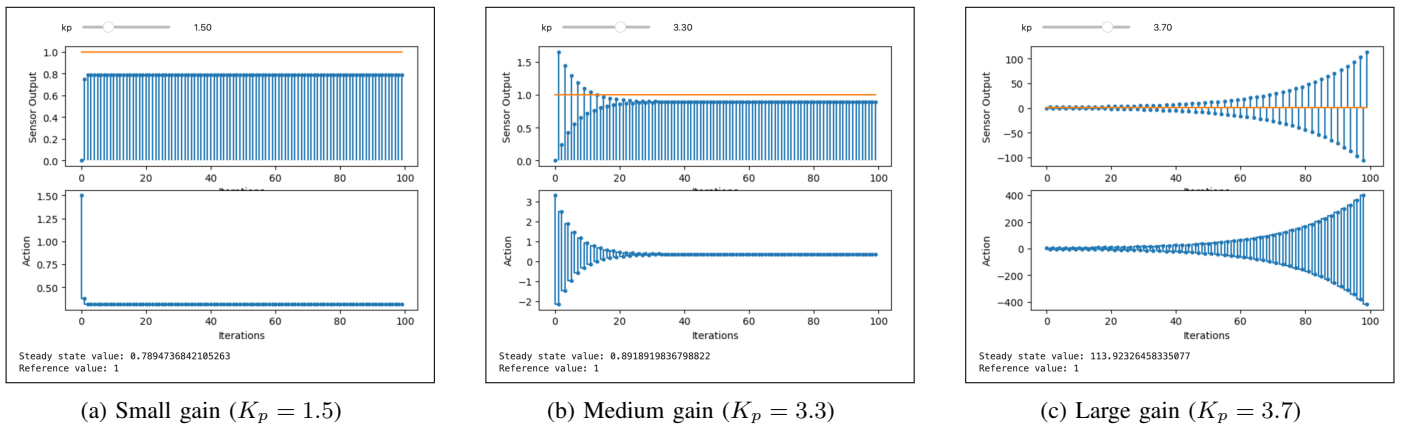 kp 1.50
1.0
0.8
0.6
0.4
0.2
0.0
Sensor Output
0 20 40 60 80 100
Iterations
1.50
1.25
1.00
0.75
0.50
Action
0 20 40 60 80 100
Iterations
Steady state value: 0.7894736842105263
Reference value: 1
(a) Small gain (Kp = 1.5)
kp 3.30
1.5
1.0
0.5
0.0
Sensor Output
0 20 40 60 80 100
Iterations
3
2
1
0
−1
−2
Action
0 20 40 60 80 100
Iterations
Steady state value: 0.8918919836798822
Reference value: 1
(b) Medium gain (Kp = 3.3)
kp 3.70
100
50
0
−50
−100
Sensor Output
0 20 40 60 80 100
Iterations
400
200
0
−200
−400
Action
0 20 40 60 80 100
Iterations
Steady state value: 113.92326458335077
Reference value: 1
(c) Large gain (Kp = 3.7)